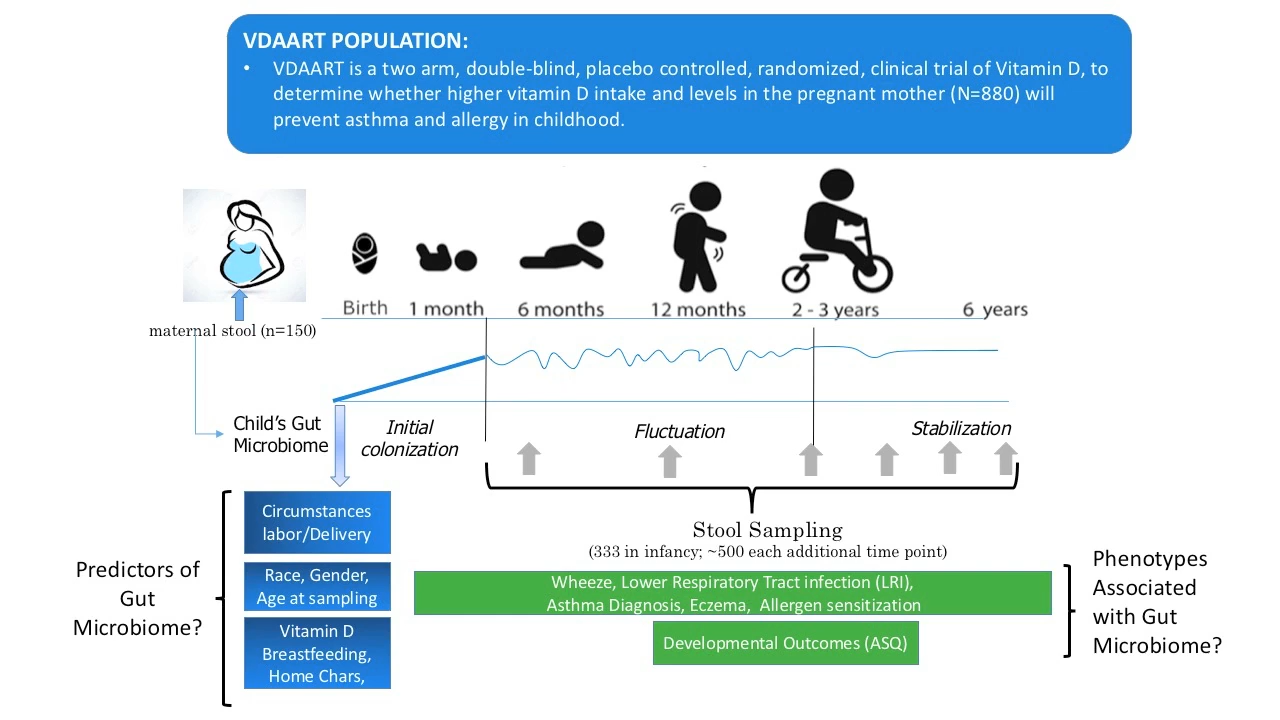 VDAART POPULATION:
• VDAART is a two arm, double-blind, placebo controlled, randomized, clinical trial of Vitamin D, to
determine whether higher vitamin D intake and levels in the pregnant mother (N=880) will
prevent asthma and allergy in childhood.
Birth
1 month
6 months
12 months
2 - 3 years
6 years
maternal stool (n=150)
Child's Gut
Microbiome
Initial
colonization
Fluctuation
Stabilization
Stool Sampling
(333 in infancy; ~500 each additional time point)
Predictors of
Gut
Microbiome?
Circumstances
labor/Delivery
Race, Gender,
Age at sampling
Vitamin D
Breastfeeding,
Home Chars,
Wheeze, Lower Respiratory Tract infection (LRI),
Asthma Diagnosis, Eczema, Allergen sensitization
Developmental Outcomes (ASQ)
Phenotypes
Associated
with Gut
Microbiome?